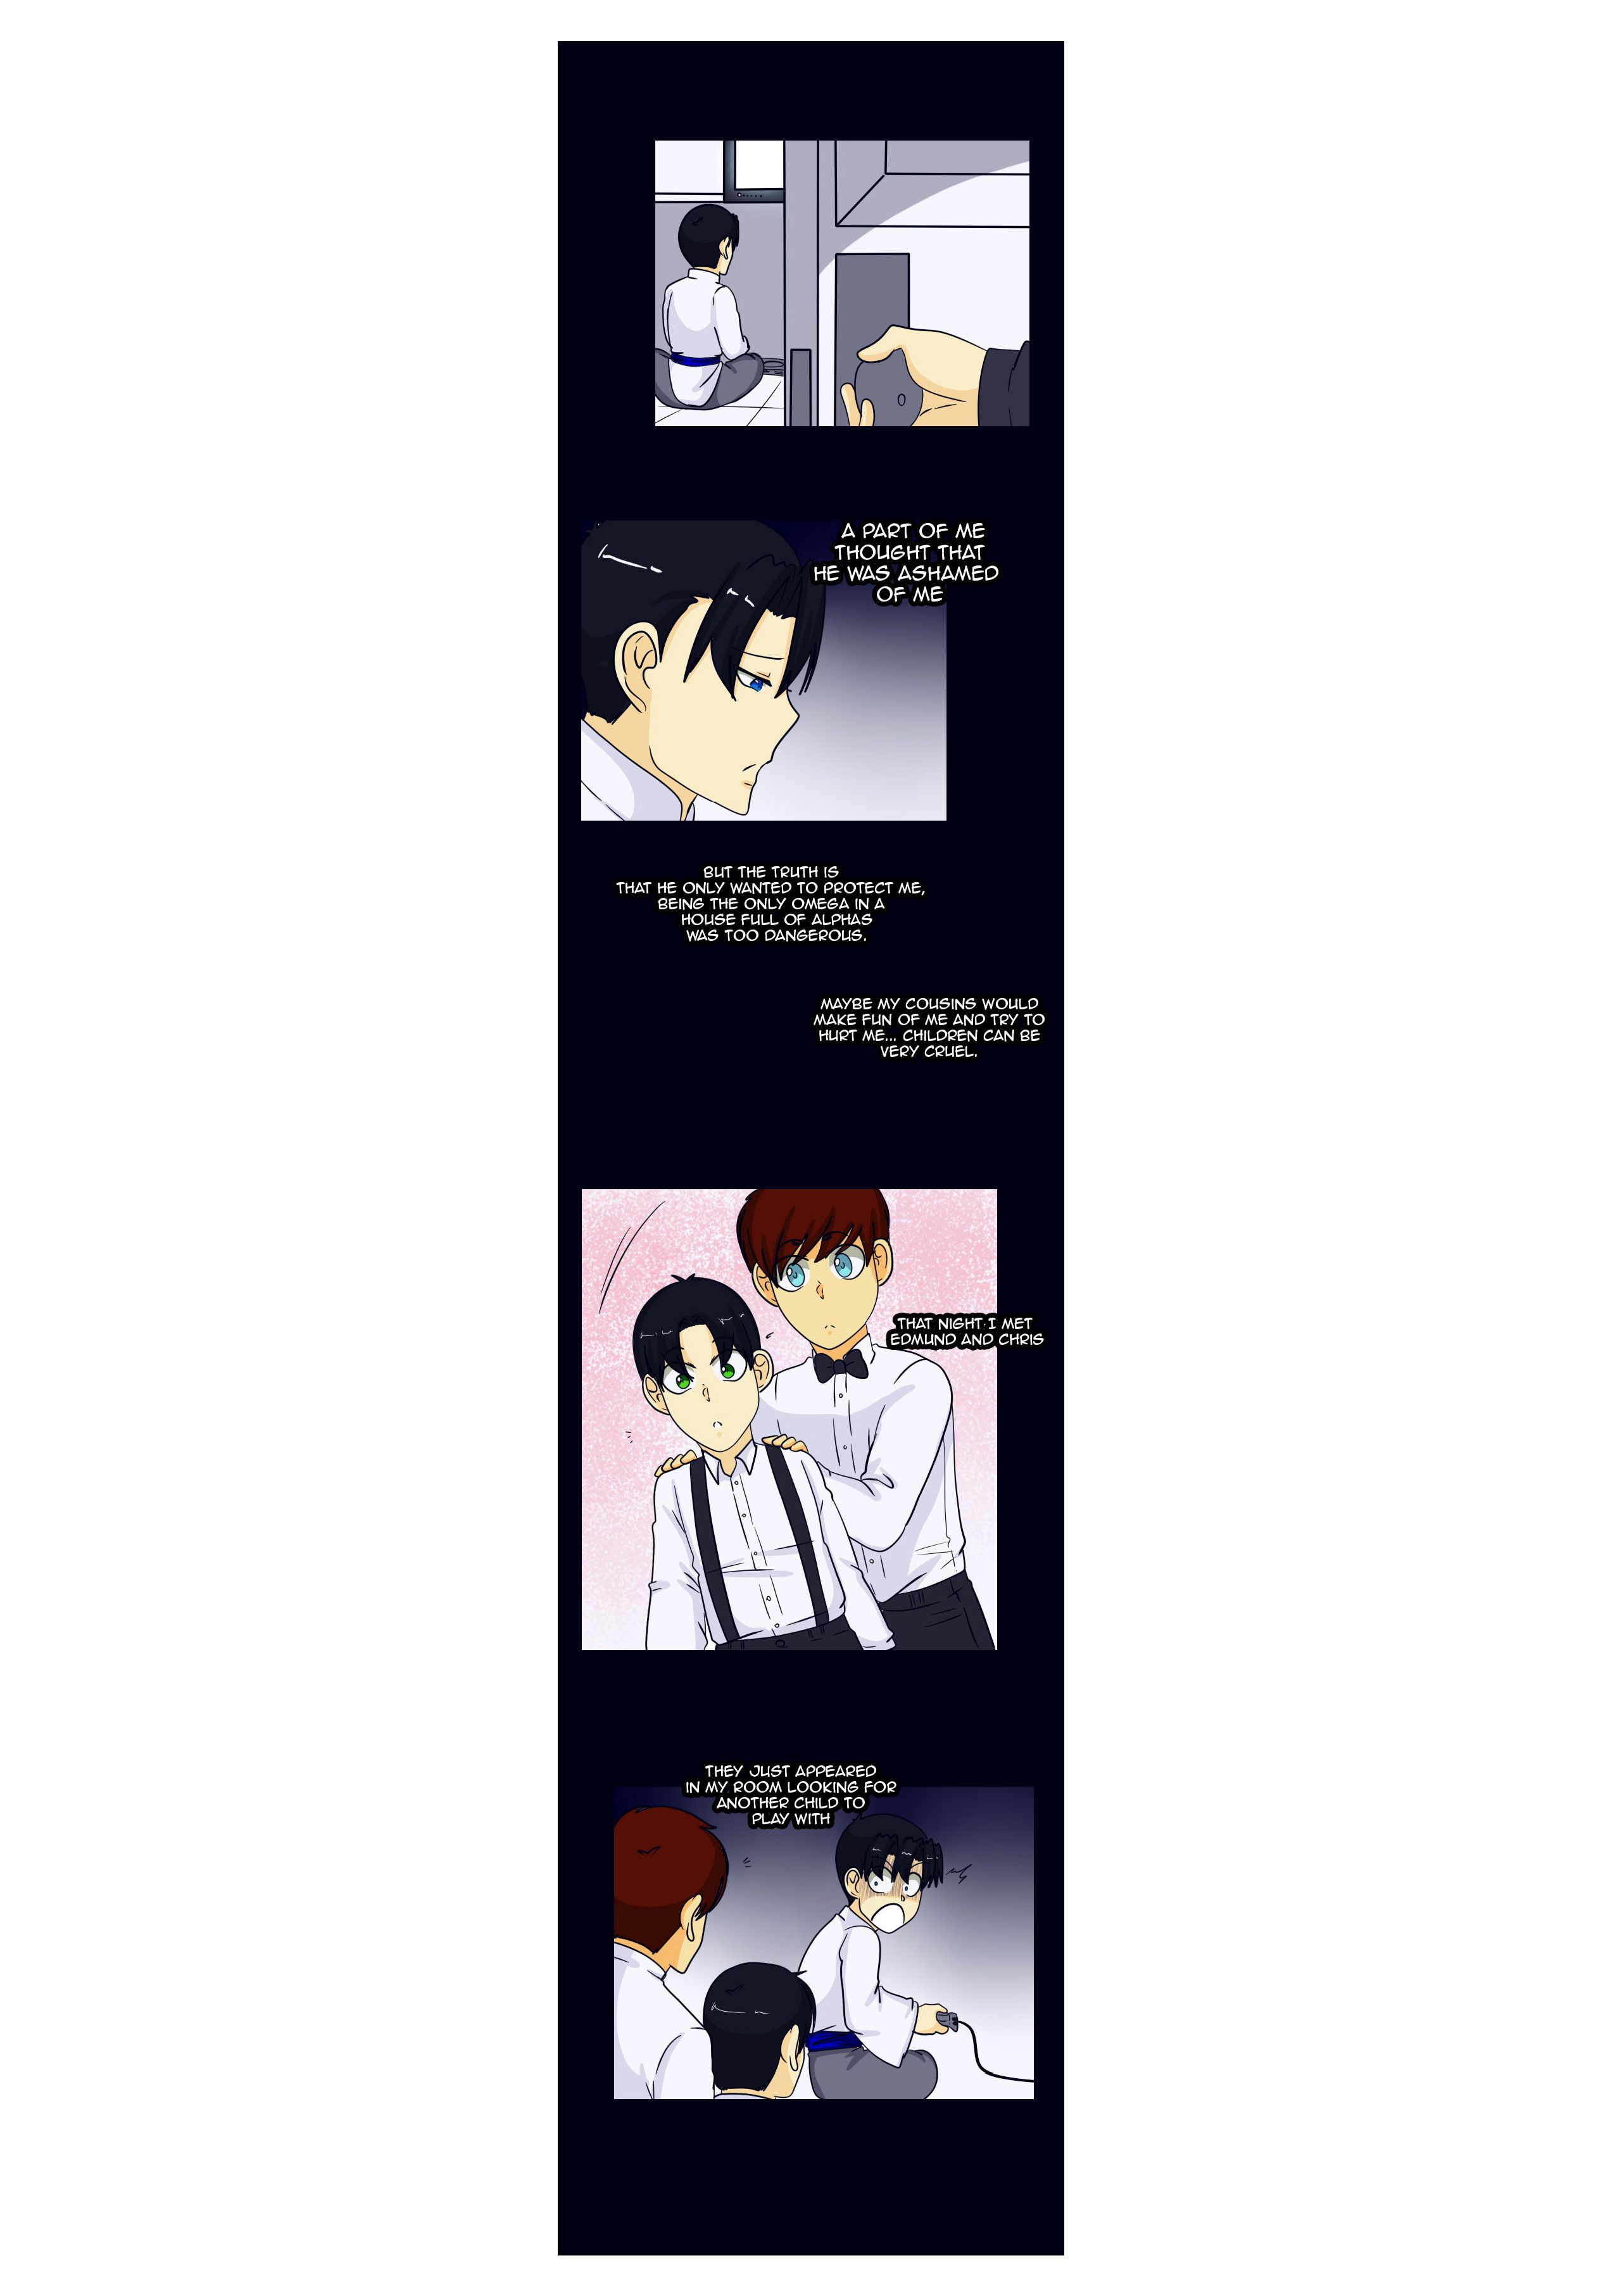 A PART OF ME
THOUGHT THAT
HE WAS ASHAMED
OF ME
BUT THE TRUTH IS
THAT HE ONLY WANTED TO PROTECT ME,
BEING THE ONLY OMEGA IN A
HOUSE FULL OF ALPHAS
WAS TOO DANGEROUS.
MAYBE MY COUSINS WOULD
MAKE FUN OF ME AND TRY TO
HURT ME... CHILDREN CAN BE
VERY CRUEL.
THAT NIGHT I MET
EDMUND AND CHRIS
THEY JUST APPEARED
IN MY ROOM LOOKING FOR
ANOTHER CHILD TO
PLAY WITH